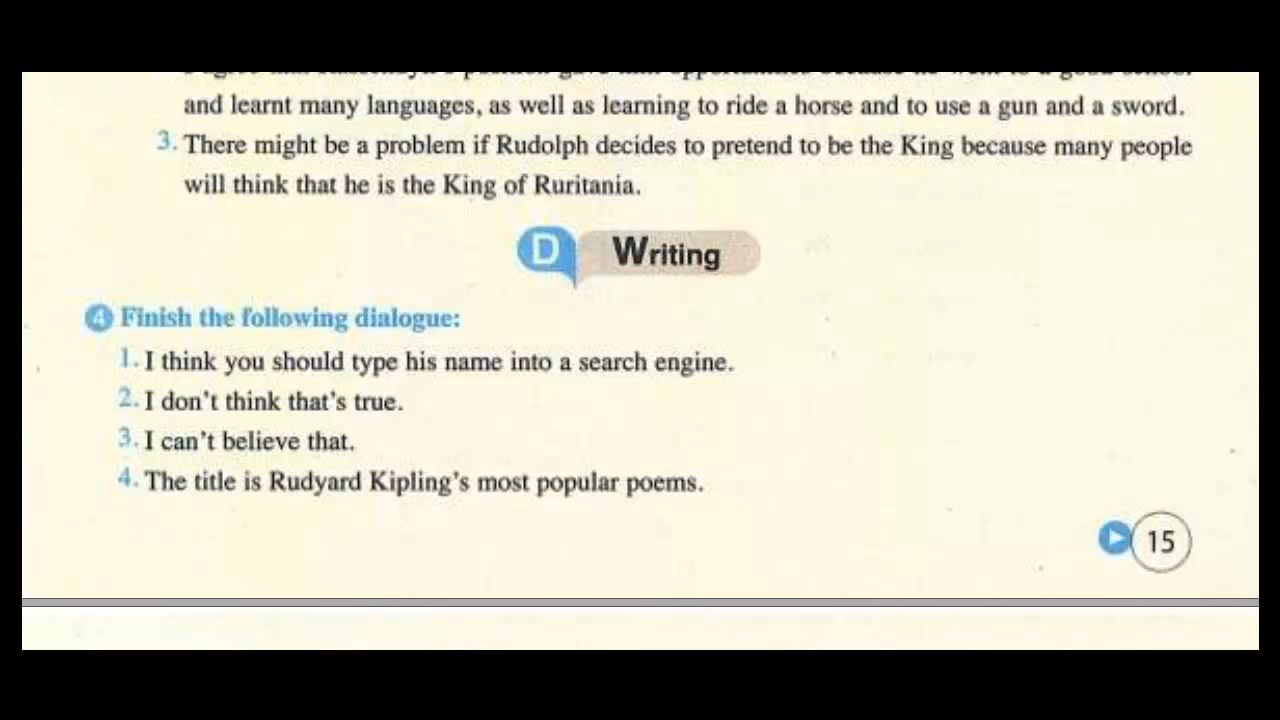 and learnt many languages, as well as learning to ride a horse and to use a gun and a sword.
3. There might be a problem if Rudolph decides to pretend to be the King because many people
will think that he is the King of Ruritania.
D Writing
4 Finish the following dialogue:
1. I think you should type his name into a search engine.
2. I don't think that's true.
3. I can't believe that.
4. The title is Rudyard Kipling's most popular poems.
15